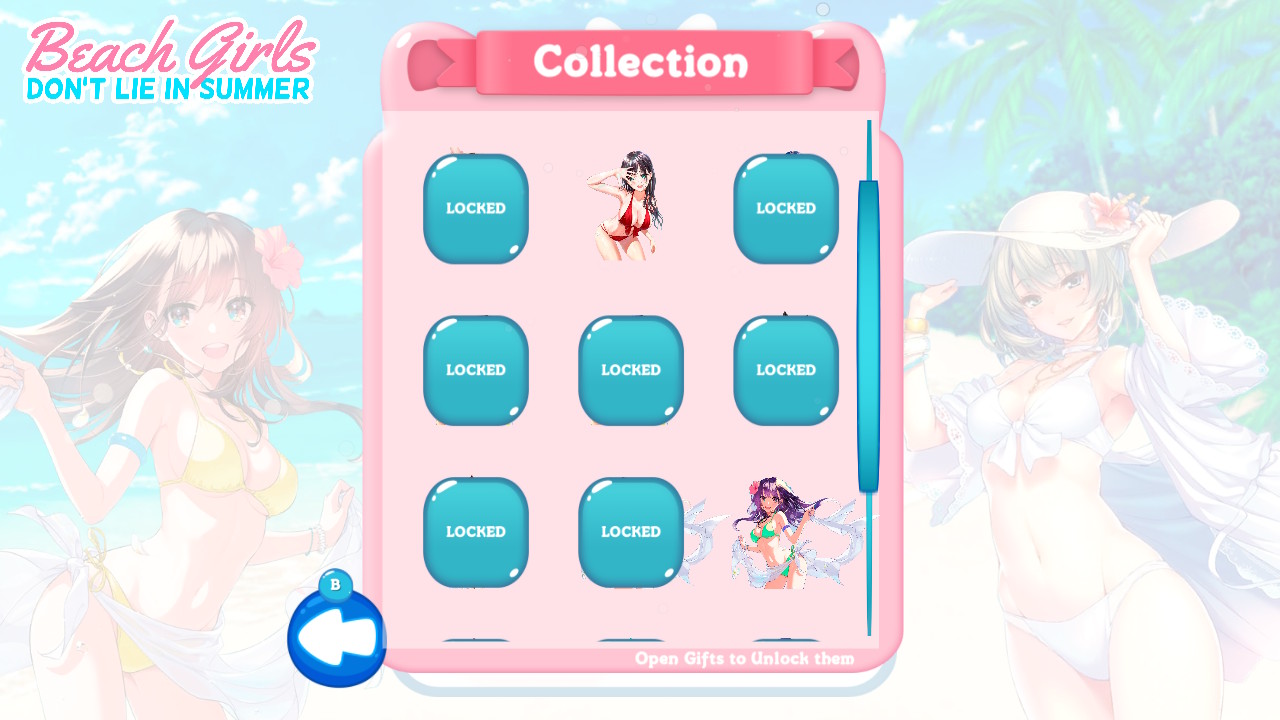 Beach Girls
DON'T LIE IN SUMMER
Collection
LOCKED
LOCKED
LOCKED
LOCKED
LOCKED
LOCKED
LOCKED
B
Open Gifts to Unlock them